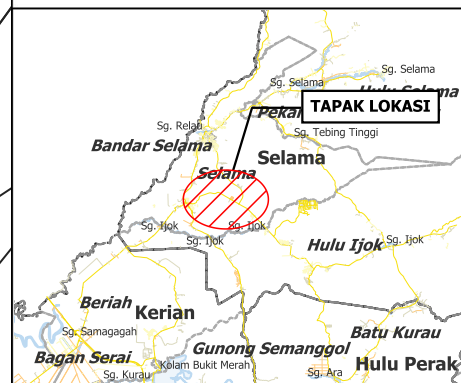 Sg. Selama
Sg. Selama
Hulu Selama
TAPAK LOKASI
Sg. Relau
Sg. Tebing Tinggi
Bandar Selama
Selama
Selama
Sg. Ijok
Sg. Ijok
Sg. Ijok
Hulu Ijok
Sg. Ijok
Beriah
Kerian
Sg. Samagagah
Batu Kurau
Bagan Serai
Gunong Semanggol
Kolam Bukit Merah
Hulu Perak
Sg. Kurau
Sg. Ara